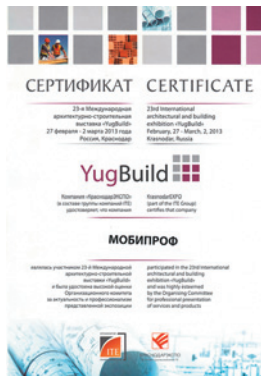 СЕРТИФИКАТ CERTIFICATE
23-я Международная
архитектурно-строительная
выставка «YugBuild»
27 февраля - 2 марта 2013 года
Россия, Краснодар
23rd International
architectural and building
exhibition «YugBuild»
February, 27 - March, 2, 2013
Krasnodar, Russia
YugBuild
Компания «КраснодарЭКСПО»
(в составе группы компаний ITE)
удостоверяет, что компания
KrasnodarEXPO
(part of the ITE Group)
certifies that company
МОБИПРОФ
являлась участником 23-й Международной
архитектурно-строительной
выставки «YugBuild»
и была удостоена высокой оценки
Организационного комитета
за актуальность и профессионализм
представленной экспозиции
participated in the 23rd International
architectural and building
exhibition «YugBuild»
and was highly esteemed
by the Organising Committee
for professional presentation
of services and products
ITE
КРАСНОДАРЭКСПО